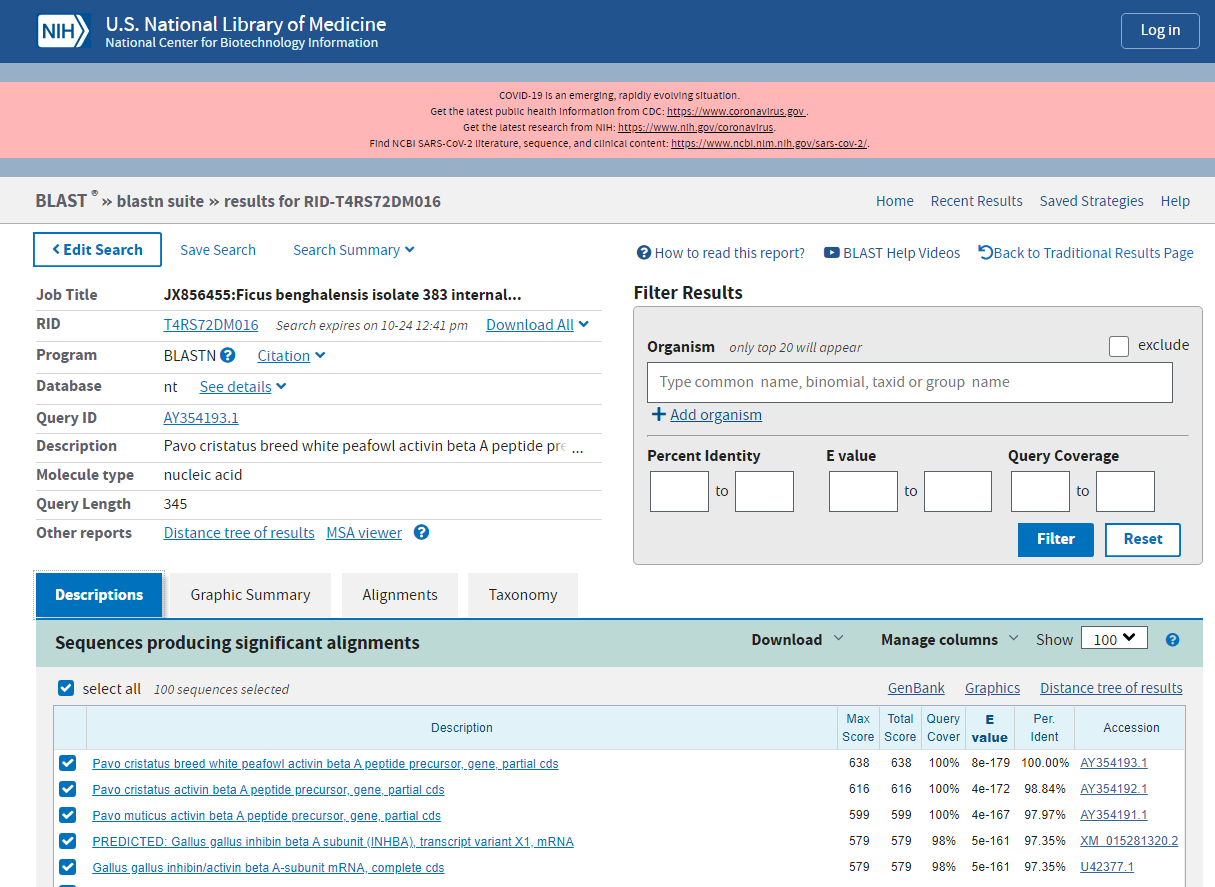 NIH U.S. National Library of Medicine
National Center for Biotechnology Information
Log in
COVID-19 is an emerging, rapidly evolving situation.
Get the latest public health information from CDC: https://www.coronavirus.gov .
Get the latest research from NIH: https://www.nih.gov/coronavirus.
Find NCBI SARS-CoV-2 literature, sequence, and clinical content: https://www.ncbi.nlm.nih.gov/sars-cov-2/.
BLAST ® » blastn suite » results for RID-T4RS72DM016
Home Recent Results Saved Strategies Help
Edit Search Save Search Search Summary
How to read this report? BLAST Help Videos Back to Traditional Results Page
Job Title JX856455:Ficus benghalensis isolate 383 internal...
RID T4RS72DM016 Search expires on 10-24 12:41 pm Download All
Program BLASTN ? Citation
Database nt See details
Query ID AY354193.1
Description Pavo cristatus breed white peafowl activin beta A peptide pre ...
Molecule type nucleic acid
Query Length 345
Other reports Distance tree of results MSA viewer ?
Filter Results
Organism only top 20 will appear exclude
Type common name, binomial, taxid or group name
+ Add organism
Percent Identity E value Query Coverage
to to to
Filter Reset
Descriptions Graphic Summary Alignments Taxonomy
Sequences producing significant alignments Download Manage columns Show 100 ?
select all 100 sequences selected GenBank Graphics Distance tree of results
Description Max Score Total Score Query Cover E value Per. Ident Accession
Pavo cristatus breed white peafowl activin beta A peptide precursor, gene, partial cds 638 638 100% 8e-179 100.00% AY354193.1
Pavo cristatus activin beta A peptide precursor, gene, partial cds 616 616 100% 4e-172 98.84% AY354192.1
Pavo muticus activin beta A peptide precursor, gene, partial cds 599 599 100% 4e-167 97.97% AY354191.1
PREDICTED: Gallus gallus inhibin beta A subunit (INHBA), transcript variant X1, mRNA 579 579 98% 5e-161 97.35% XM_015281320.2
Gallus gallus inhibin/activin beta A-subunit mRNA, complete cds 579 579 98% 5e-161 97.35% U42377.1